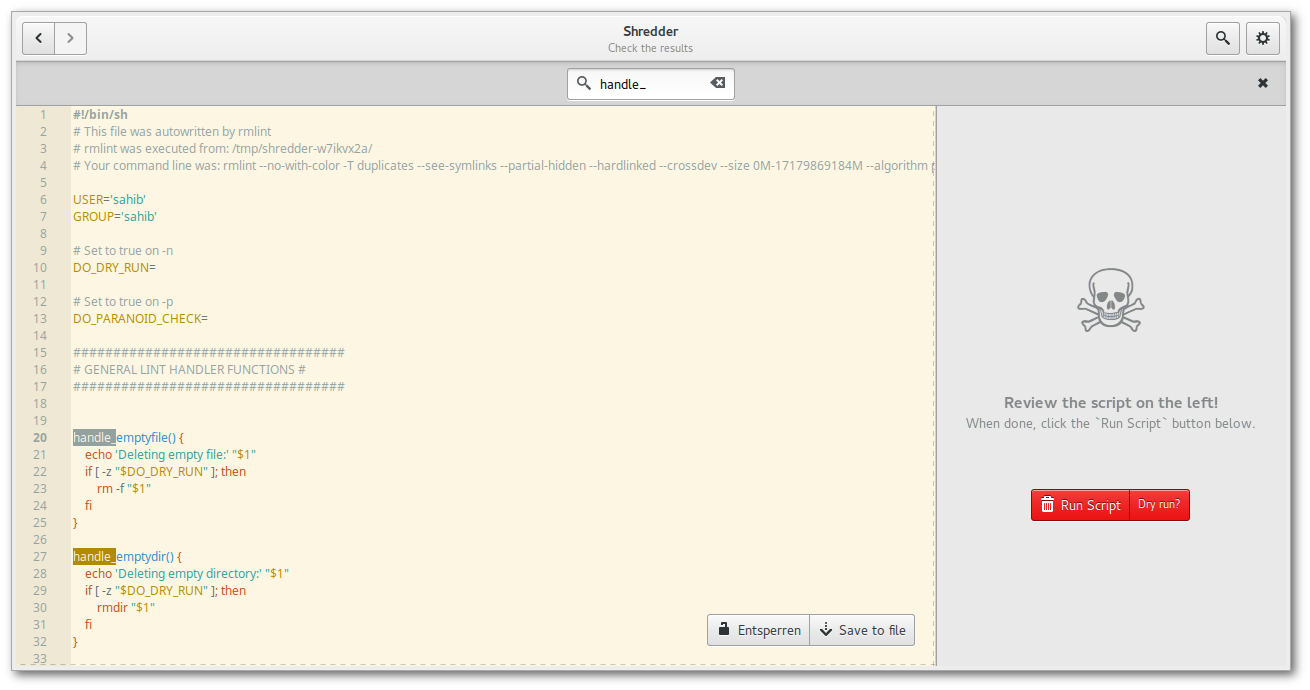 Shredder
Check the results
handle_
1 #!/bin/sh
2 # This file was autowritten by rmlint
3 # rmlint was executed from: /tmp/shredder-w7ikvx2a/
4 # Your command line was: rmlint --no-with-color -T duplicates --see-symlinks --partial-hidden --hardlinked --crossdev --size 0M-17179869184M --algorithm
5
6 USER='sahib'
7 GROUP='sahib'
8
9 # Set to true on -n
10 DO_DRY_RUN=
11
12 # Set to true on -p
13 DO_PARANOID_CHECK=
14
15 ##################################
16 # GENERAL LINT HANDLER FUNCTIONS #
17 ##################################
18
19
20 handle_emptyfile() {
21 echo 'Deleting empty file:' "$1"
22 if [ -z "$DO_DRY_RUN" ]; then
23 rm -f "$1"
24 fi
25 }
26
27 handle_emptydir() {
28 echo 'Deleting empty directory:' "$1"
29 if [ -z "$DO_DRY_RUN" ]; then
30 rmdir "$1"
31 fi
32 }
33
Entsperren
Save to file
Review the script on the left!
When done, click the `Run Script` button below.
Run Script
Dry run?